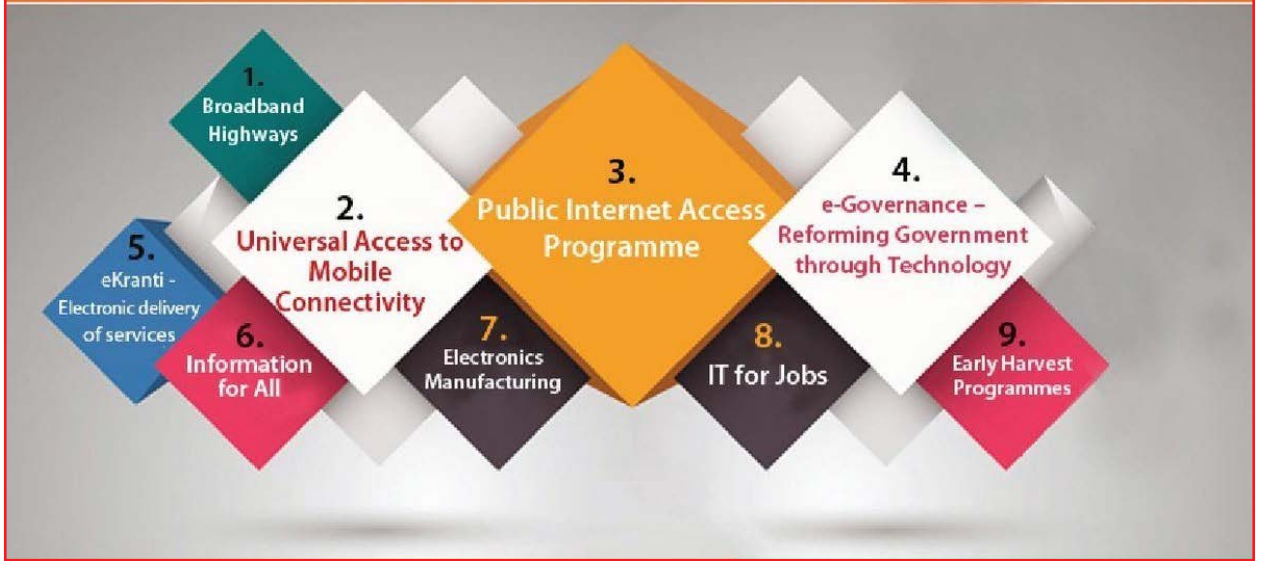 1.
Broadband
Highways
2.
Universal Access to
Mobile
Connectivity
3.
Public Internet Access
Programme
4.
e-Governance –
Reforming Government
through Technology
5.
eKranti -
Electronic delivery
of services
6.
Information
for All
7.
Electronics
Manufacturing
8.
IT for Jobs
9.
Early Harvest
Programmes